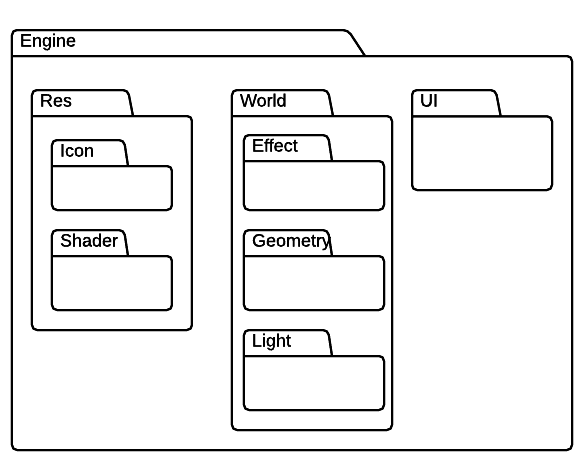 Engine
Res
Icon
Shader
World
Effect
Geometry
Light
UI